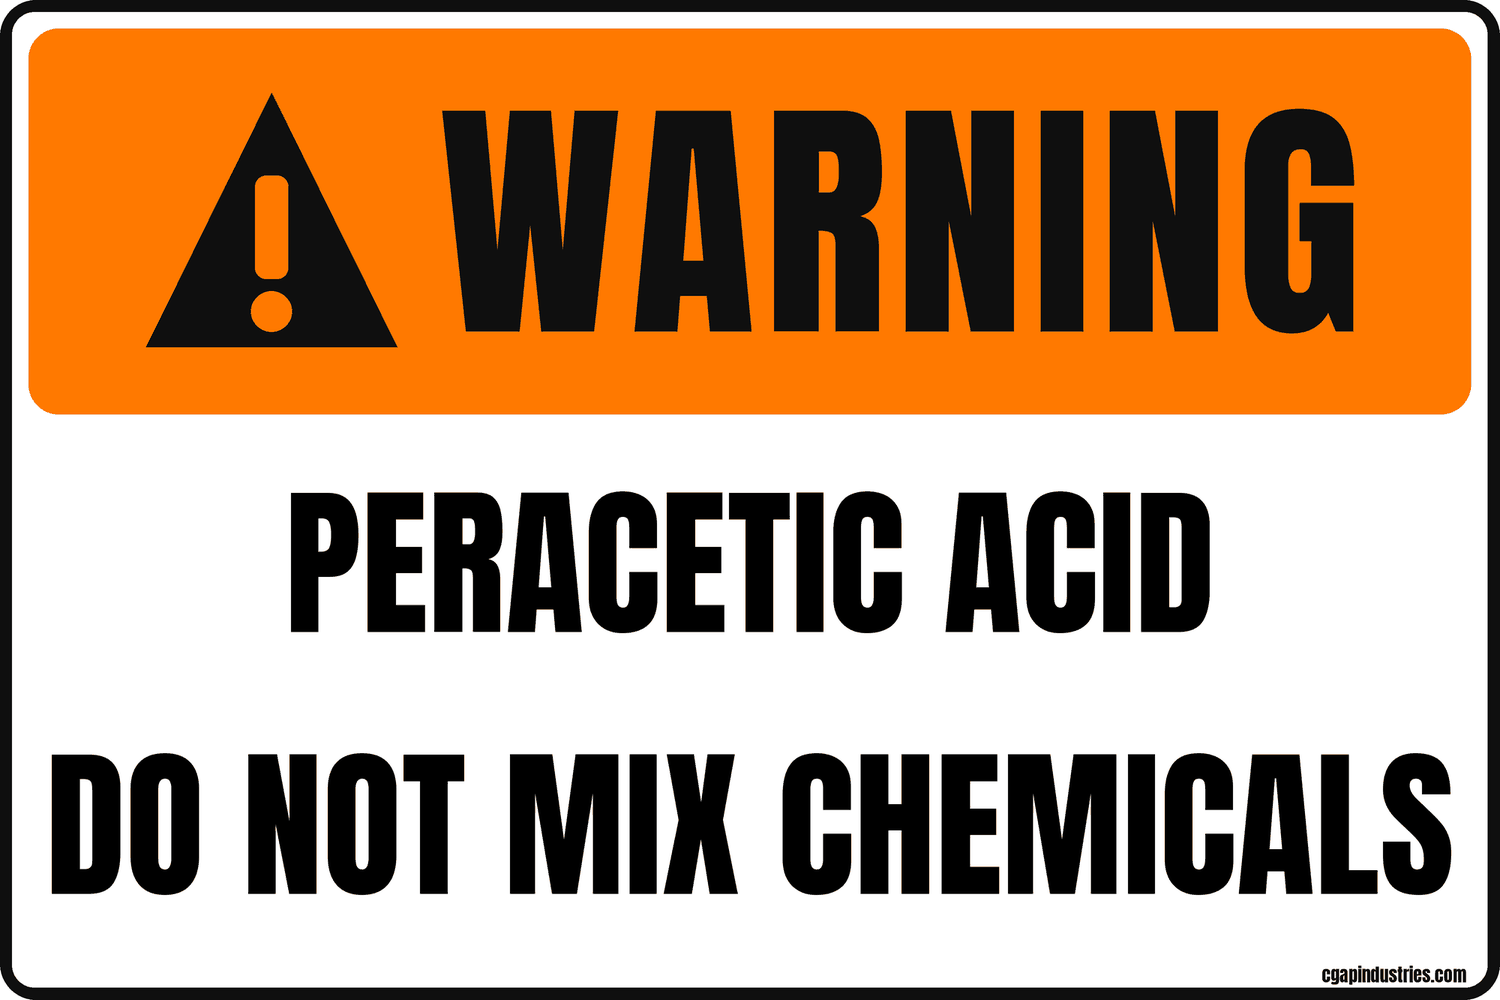 WARNING
PERACETIC ACID
DO NOT MIX CHEMICALS
cgapindustries.com